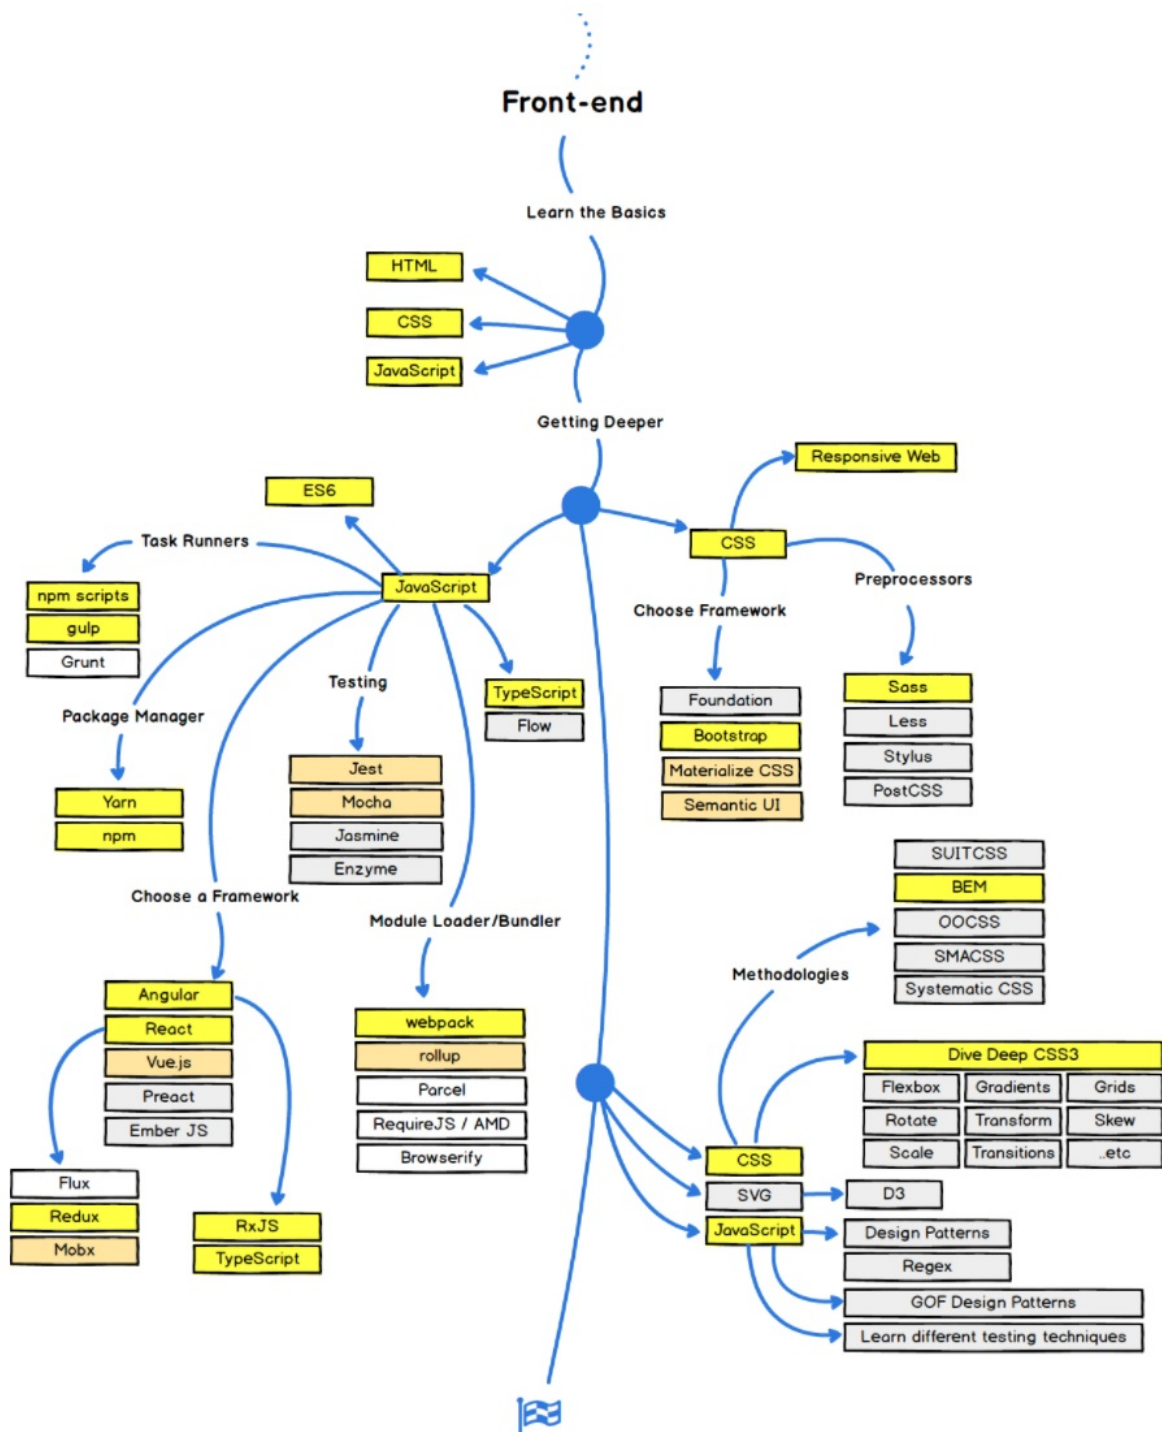 Front-end
Learn the Basics
HTML
CSS
JavaScript
Getting Deeper
Responsive Web
ES6
CSS
Task Runners
JavaScript
Preprocessors
npm scripts
gulp
Grunt
Choose Framework
Testing
TypeScript
Flow
Foundation
Bootstrap
Materialize CSS
Semantic UI
Sass
Less
Stylus
PostCSS
Package Manager
Yarn
npm
Jest
Mocha
Jasmine
Enzyme
SUITCSS
BEM
OOCSS
SMACSS
Systematic CSS
Choose a Framework
Module Loader/Bundler
Methodologies
Angular
React
Vue.js
Preact
Ember JS
webpack
rollup
Parcel
RequireJS / AMD
Browserify
Dive Deep CSS3
Flexbox Gradients Grids
Rotate Transform Skew
Scale Transitions ..etc
Flux
Redux
Mobx
RxJS
TypeScript
CSS
SVG
JavaScript
D3
Design Patterns
Regex
GOF Design Patterns
Learn different testing techniques